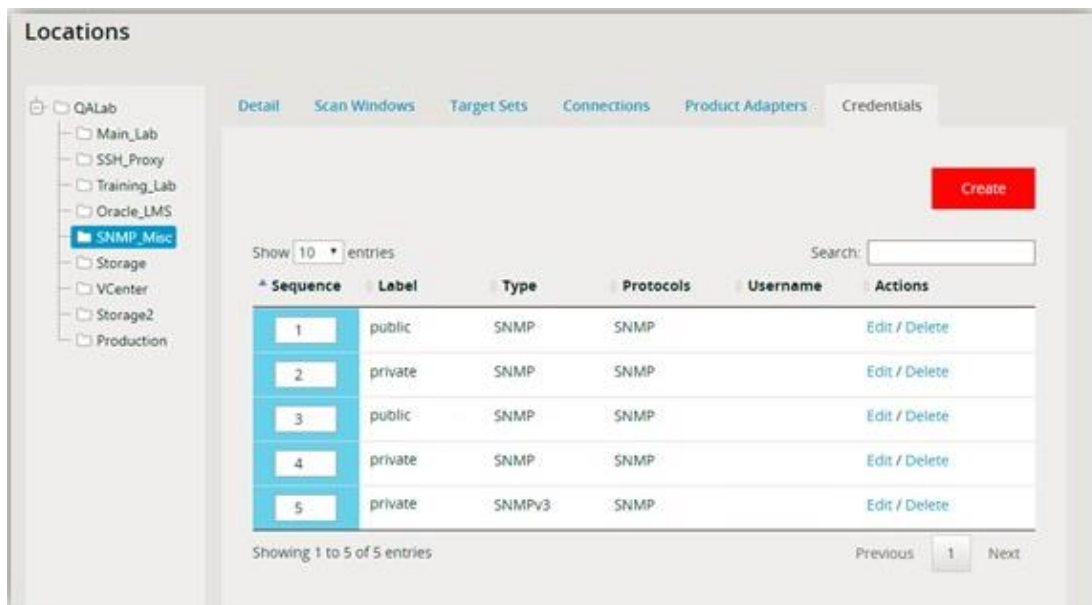 Locations
QALab
Main_Lab
SSH_Proxy
Training_Lab
Oracle_LMS
SNMP_Misc
Storage
VCenter
Storage2
Production
Detail Scan Windows Target Sets Connections Product Adapters Credentials
Create
Show 10 entries Search:
Sequence Label Type Protocols Username Actions
1 public SNMP SNMP Edit / Delete
2 private SNMP SNMP Edit / Delete
3 public SNMP SNMP Edit / Delete
4 private SNMP SNMP Edit / Delete
5 private SNMPv3 SNMP Edit / Delete
Showing 1 to 5 of 5 entries Previous 1 Next